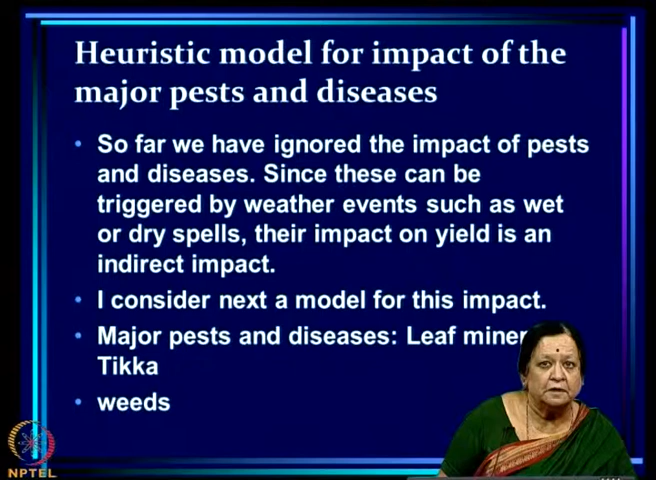 Heuristic model for impact of the
major pests and diseases
• So far we have ignored the impact of pests
and diseases. Since these can be
triggered by weather events such as wet
or dry spells, their impact on yield is an
indirect impact.
• I consider next a model for this impact.
• Major pests and diseases: Leaf miner
Tikka
• weeds
NPTEL